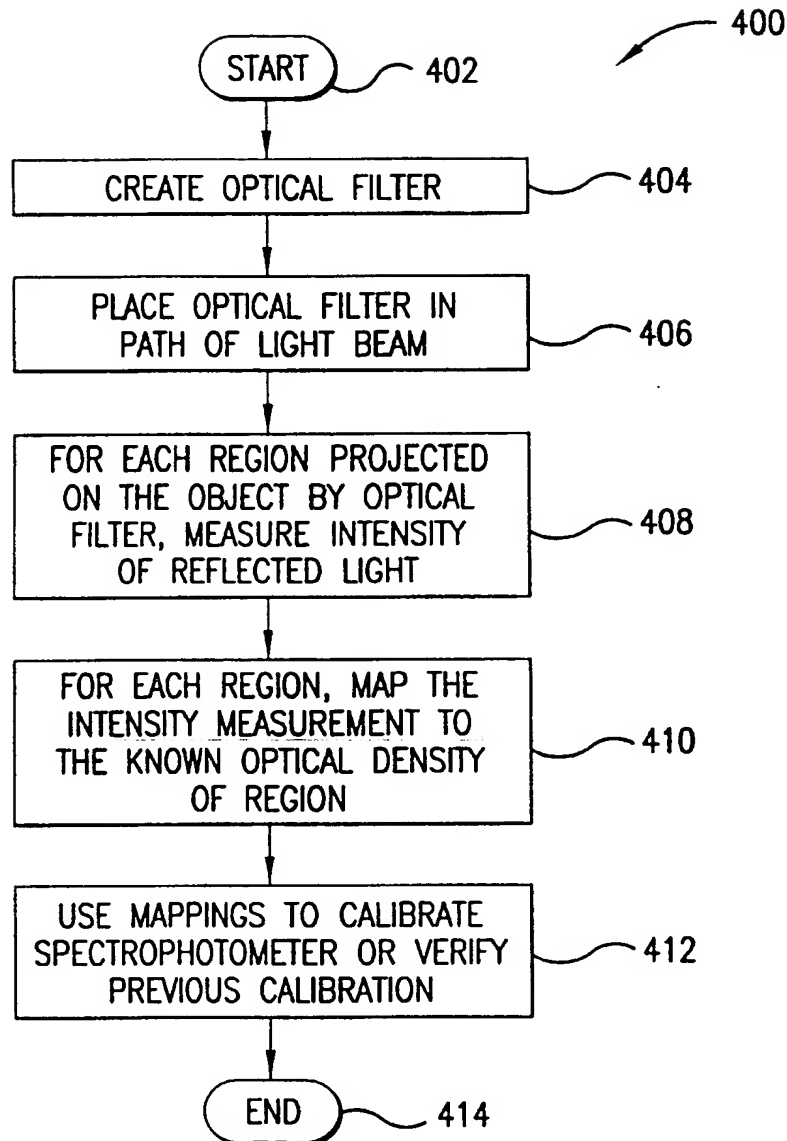 400
START
402
CREATE OPTICAL FILTER
404
PLACE OPTICAL FILTER IN
PATH OF LIGHT BEAM
406
FOR EACH REGION PROJECTED
ON THE OBJECT BY OPTICAL
FILTER, MEASURE INTENSITY
OF REFLECTED LIGHT
408
FOR EACH REGION, MAP THE
INTENSITY MEASUREMENT TO
THE KNOWN OPTICAL DENSITY
OF REGION
410
USE MAPPINGS TO CALIBRATE
SPECTROPHOTOMETER OR VERIFY
PREVIOUS CALIBRATION
412
END
414